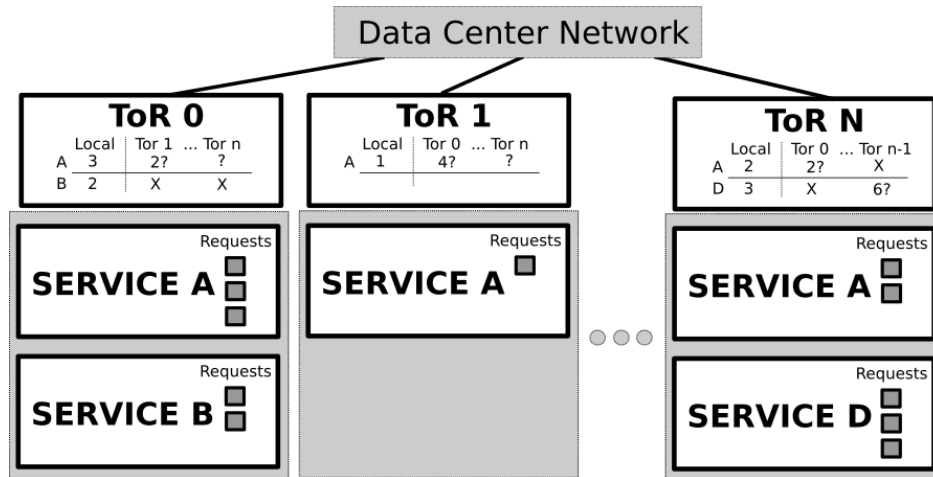 Data Center Network
ToR 0
Local Tor 1 ... Tor n
A 3 2? ?
B 2 X X
ToR 1
Local Tor 0 ... Tor n
A 1 4? ?
ToR N
Local Tor 0 ... Tor n-1
A 2 2? X
D 3 X 6?
Requests
SERVICE A
Requests
SERVICE B
Requests
SERVICE A
Requests
SERVICE A
Requests
SERVICE D